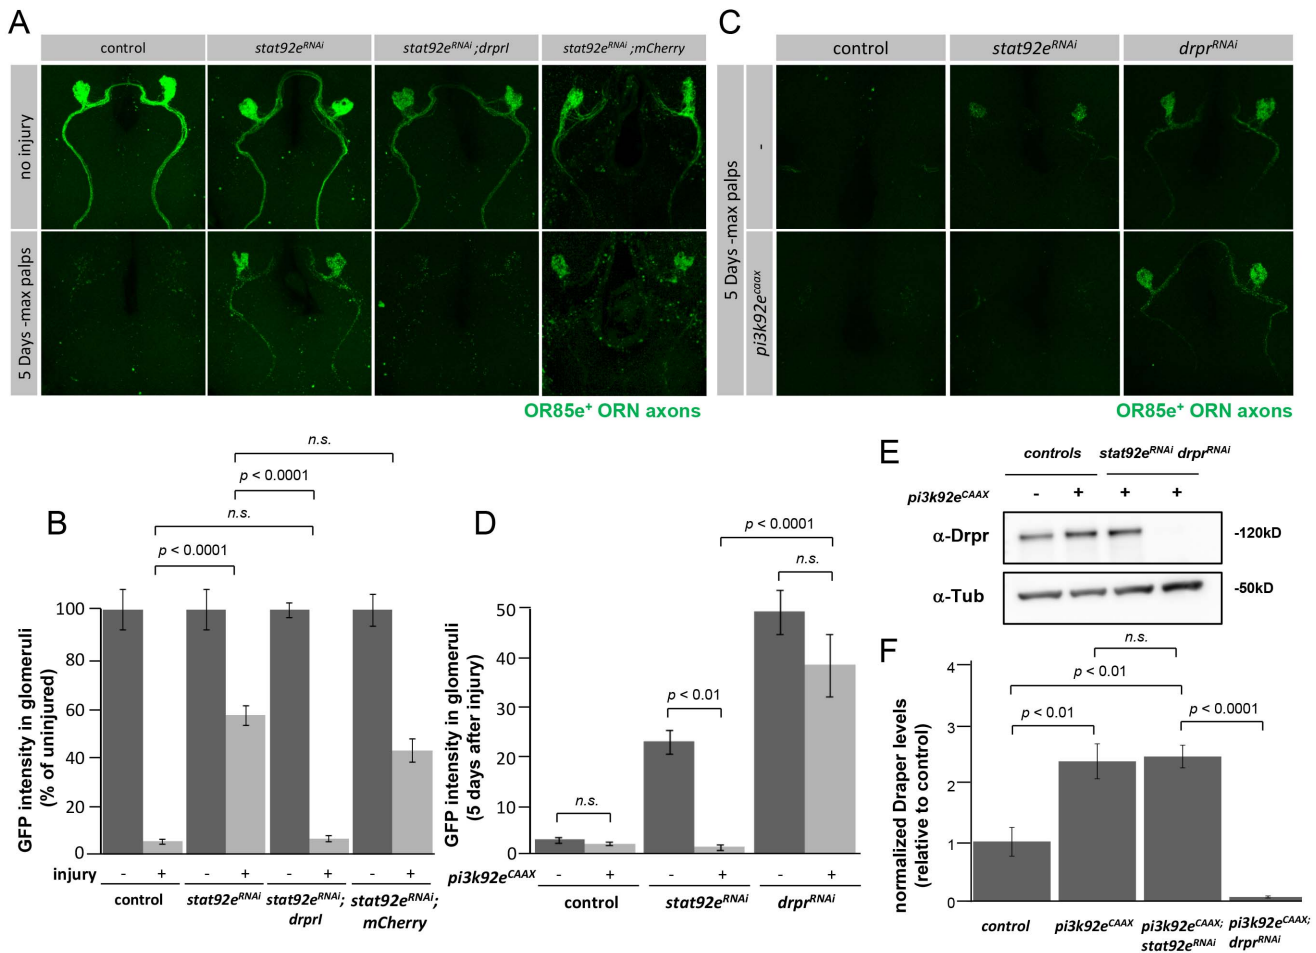 A
control
stat92e^RNAi
stat92e^RNAi ;drprI
stat92e^RNAi ;mCherry
no injury
5 Days -max palps
OR85e+ ORN axons
C
control
stat92e^RNAi
drpr^RNAi
5 Days -max palps
-
pi3k92e^caax
OR85e+ ORN axons
B
n.s.
p < 0.0001
n.s.
p < 0.0001
GFP intensity in glomeruli
(% of uninjured)
100
80
60
40
20
0
injury - + - + - + - +
control
stat92e^RNAi
stat92e^RNAi;
drprI
stat92e^RNAi;
mCherry
D
p < 0.0001
n.s.
p < 0.01
n.s.
GFP intensity in glomeruli
(5 days after injury)
50
40
30
20
10
0
pi3k92e^CAAX - + - + - +
control
stat92e^RNAi
drpr^RNAi
E
controls
stat92e^RNAi drpr^RNAi
pi3k92e^CAAX - + + +
α-Drpr
-120kD
α-Tub
-50kD
F
n.s.
p < 0.01
p < 0.01
p < 0.0001
normalized Draper levels
(relative to control)
4
3
2
1
0
control
pi3k92e^CAAX
pi3k92e^CAAX;
stat92e^RNAi
pi3k92e^CAAX;
drpr^RNAi